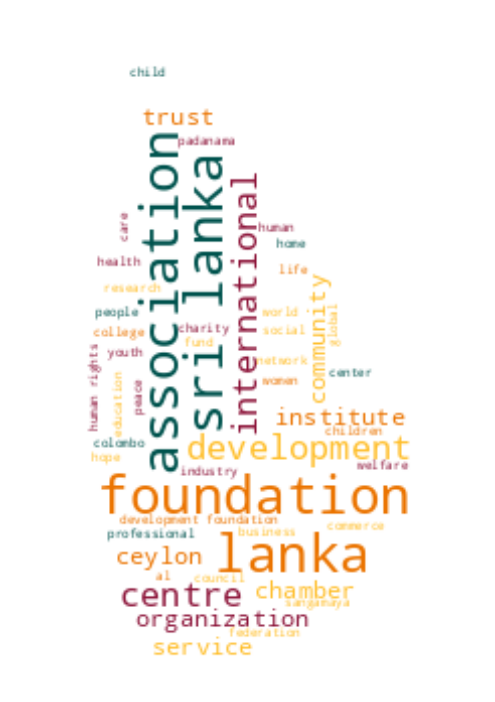 child
trust
padanama
association
sri lanka
international
care
human
home
health
life
research
people
world
community
global
college
charity
social
fund
youth
network
human rights
education
peace
women
center
institute
children
colombo
development
hope
industry
welfare
foundation
development foundation
commerce
professional
business
ceylon
lanka
al
council
centre
chamber
sangamaya
organization
federation
service